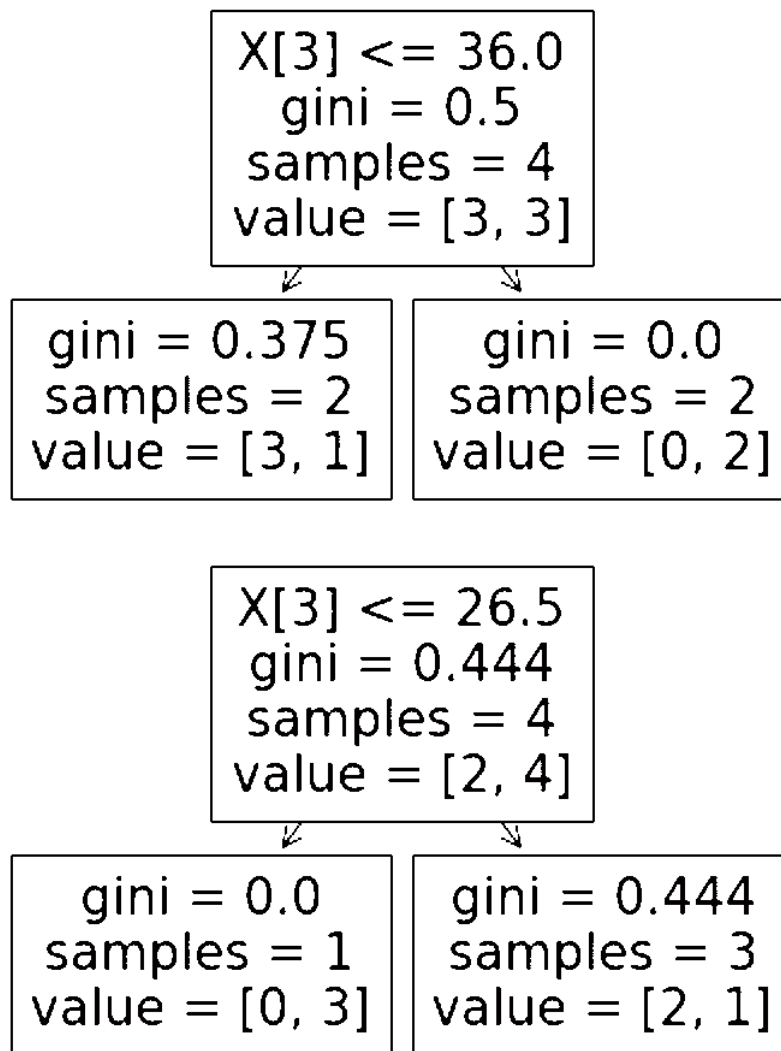 X[3] <= 36.0
gini = 0.5
samples = 4
value = [3, 3]
gini = 0.375
samples = 2
value = [3, 1]
gini = 0.0
samples = 2
value = [0, 2]
X[3] <= 26.5
gini = 0.444
samples = 4
value = [2, 4]
gini = 0.0
samples = 1
value = [0, 3]
gini = 0.444
samples = 3
value = [2, 1]